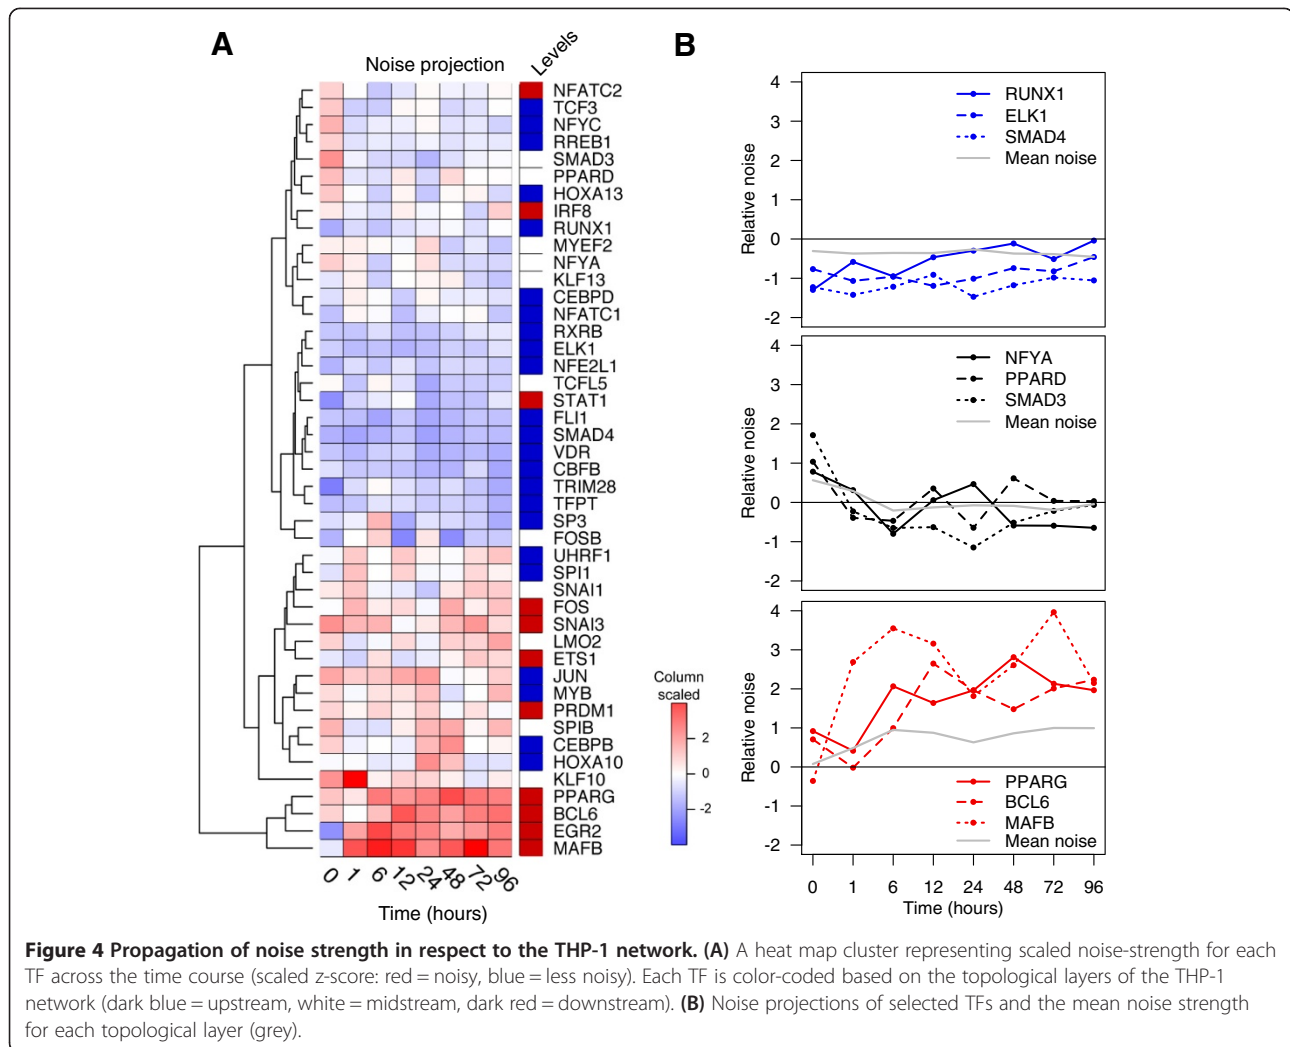 A
B
Noise projection
Levels
NFATC2
TCF3
NFYC
RREB1
SMAD3
PPARD
HOXA13
IRF8
RUNX1
MYEF2
NFYA
KLF13
CEBPD
NFATC1
RXRB
ELK1
NFE2L1
TCFL5
STAT1
FLI1
SMAD4
VDR
CBFB
TRIM28
TFPT
SP3
FOSB
UHRF1
SPI1
SNAI1
FOS
SNAI3
LMO2
ETS1
JUN
MYB
PRDM1
SPIB
CEBPB
HOXA10
KLF10
PPARG
BCL6
EGR2
MAFB
0 1 6 12 24 48 72 96
Time (hours)
Column
scaled
2
0
-2
Relative noise
4
3
2
1
0
-1
-2
RUNX1
ELK1
SMAD4
Mean noise
Relative noise
4
3
2
1
0
-1
-2
NFYA
PPARD
SMAD3
Mean noise
Relative noise
4
3
2
1
0
-1
-2
PPARG
BCL6
MAFB
Mean noise
0 1 6 12 24 48 72 96
Time (hours)
Figure 4 Propagation of noise strength in respect to the THP-1 network. (A) A heat map cluster representing scaled noise-strength for each
TF across the time course (scaled z-score: red = noisy, blue = less noisy). Each TF is color-coded based on the topological layers of the THP-1
network (dark blue = upstream, white = midstream, dark red = downstream). (B) Noise projections of selected TFs and the mean noise strength
for each topological layer (grey).